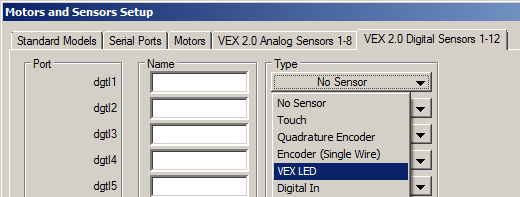 Motors and Sensors Setup
Standard Models Serial Ports Motors VEX 2.0 Analog Sensors 1-8 VEX 2.0 Digital Sensors 1-12
Port Name Type
dgtl1 No Sensor
dgtl2 No Sensor
dgtl3 Touch
Quadrature Encoder
dgtl4 Encoder (Single Wire)
VEX LED
dgtl5 Digital In